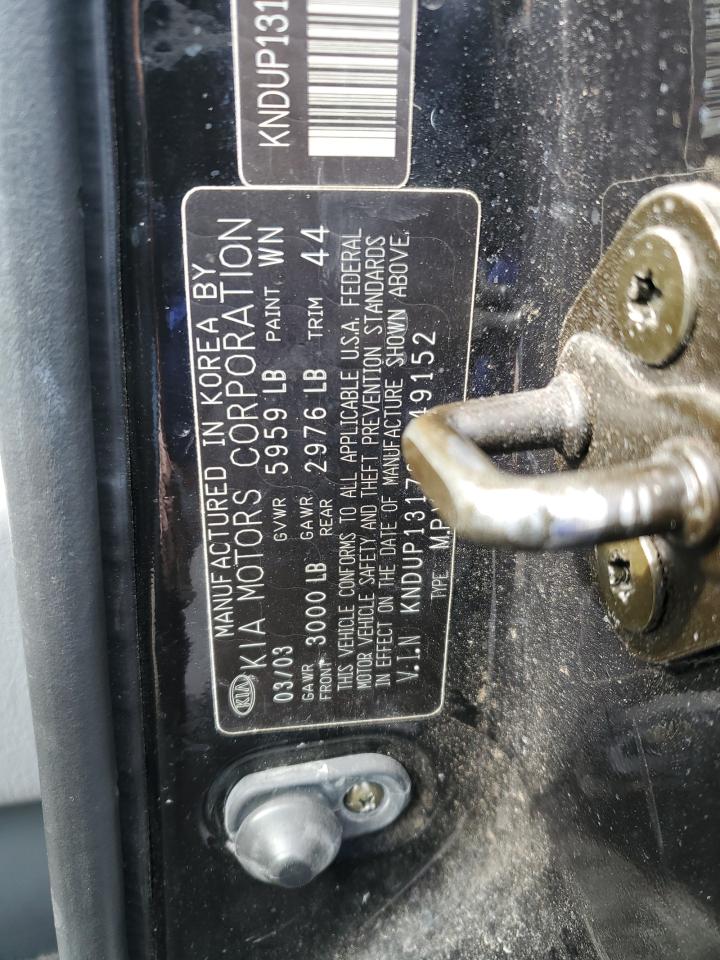 KNDUP131
MANUFACTURED IN KOREA BY
KIA KIA MOTORS CORPORATION
03/03 GVWR 5959 LB PAINT WN
GAWR FRONT 3000 LB GAWR REAR 2976 LB TRIM 44
THIS VEHICLE CONFORMS TO ALL APPLICABLE U.S.A. FEDERAL
MOTOR VEHICLE SAFETY AND THEFT PREVENTION STANDARDS
IN EFFECT ON THE DATE OF MANUFACTURE SHOWN ABOVE.
V.I.N KNDUP131 49152
TYPE